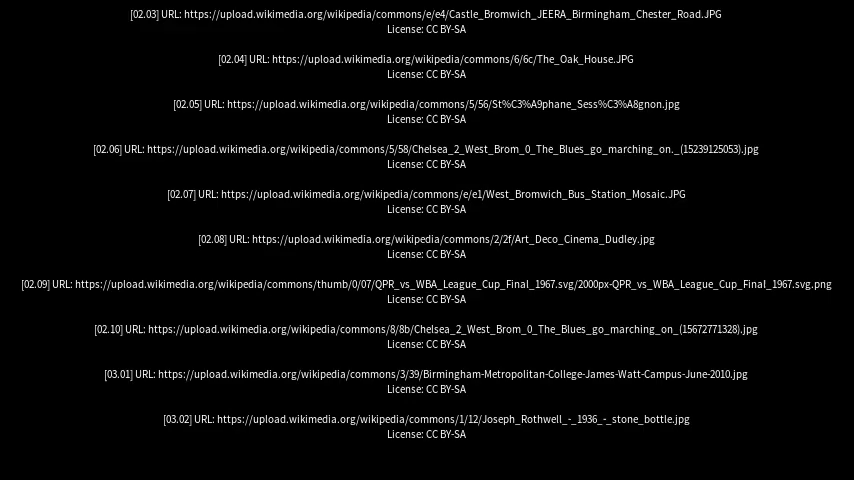 [02.03] URL: https://upload.wikimedia.org/wikipedia/commons/e/e4/Castle_Bromwich_JEERA_Birmingham_Chester_Road.JPG
License: CC BY-SA
[02.04] URL: https://upload.wikimedia.org/wikipedia/commons/6/6c/The_Oak_House.JPG
License: CC BY-SA
[02.05] URL: https://upload.wikimedia.org/wikipedia/commons/5/56/St%C3%A9phane_Sess%C3%A8gnon.jpg
License: CC BY-SA
[02.06] URL: https://upload.wikimedia.org/wikipedia/commons/5/58/Chelsea_2_West_Brom_0_The_Blues_go_marching_on._(15239125053).jpg
License: CC BY-SA
[02.07] URL: https://upload.wikimedia.org/wikipedia/commons/e/e1/West_Bromwich_Bus_Station_Mosaic.JPG
License: CC BY-SA
[02.08] URL: https://upload.wikimedia.org/wikipedia/commons/2/2f/Art_Deco_Cinema_Dudley.jpg
License: CC BY-SA
[02.09] URL: https://upload.wikimedia.org/wikipedia/commons/thumb/0/07/QPR_vs_WBA_League_Cup_Final_1967.svg/2000px-QPR_vs_WBA_League_Cup_Final_1967.svg.png
License: CC BY-SA
[02.10] URL: https://upload.wikimedia.org/wikipedia/commons/8/8b/Chelsea_2_West_Brom_0_The_Blues_go_marching_on_(15672771328).jpg
License: CC BY-SA
[03.01] URL: https://upload.wikimedia.org/wikipedia/commons/3/39/Birmingham-Metropolitan-College-James-Watt-Campus-June-2010.jpg
License: CC BY-SA
[03.02] URL: https://upload.wikimedia.org/wikipedia/commons/1/12/Joseph_Rothwell_-_1936_-_stone_bottle.jpg
License: CC BY-SA